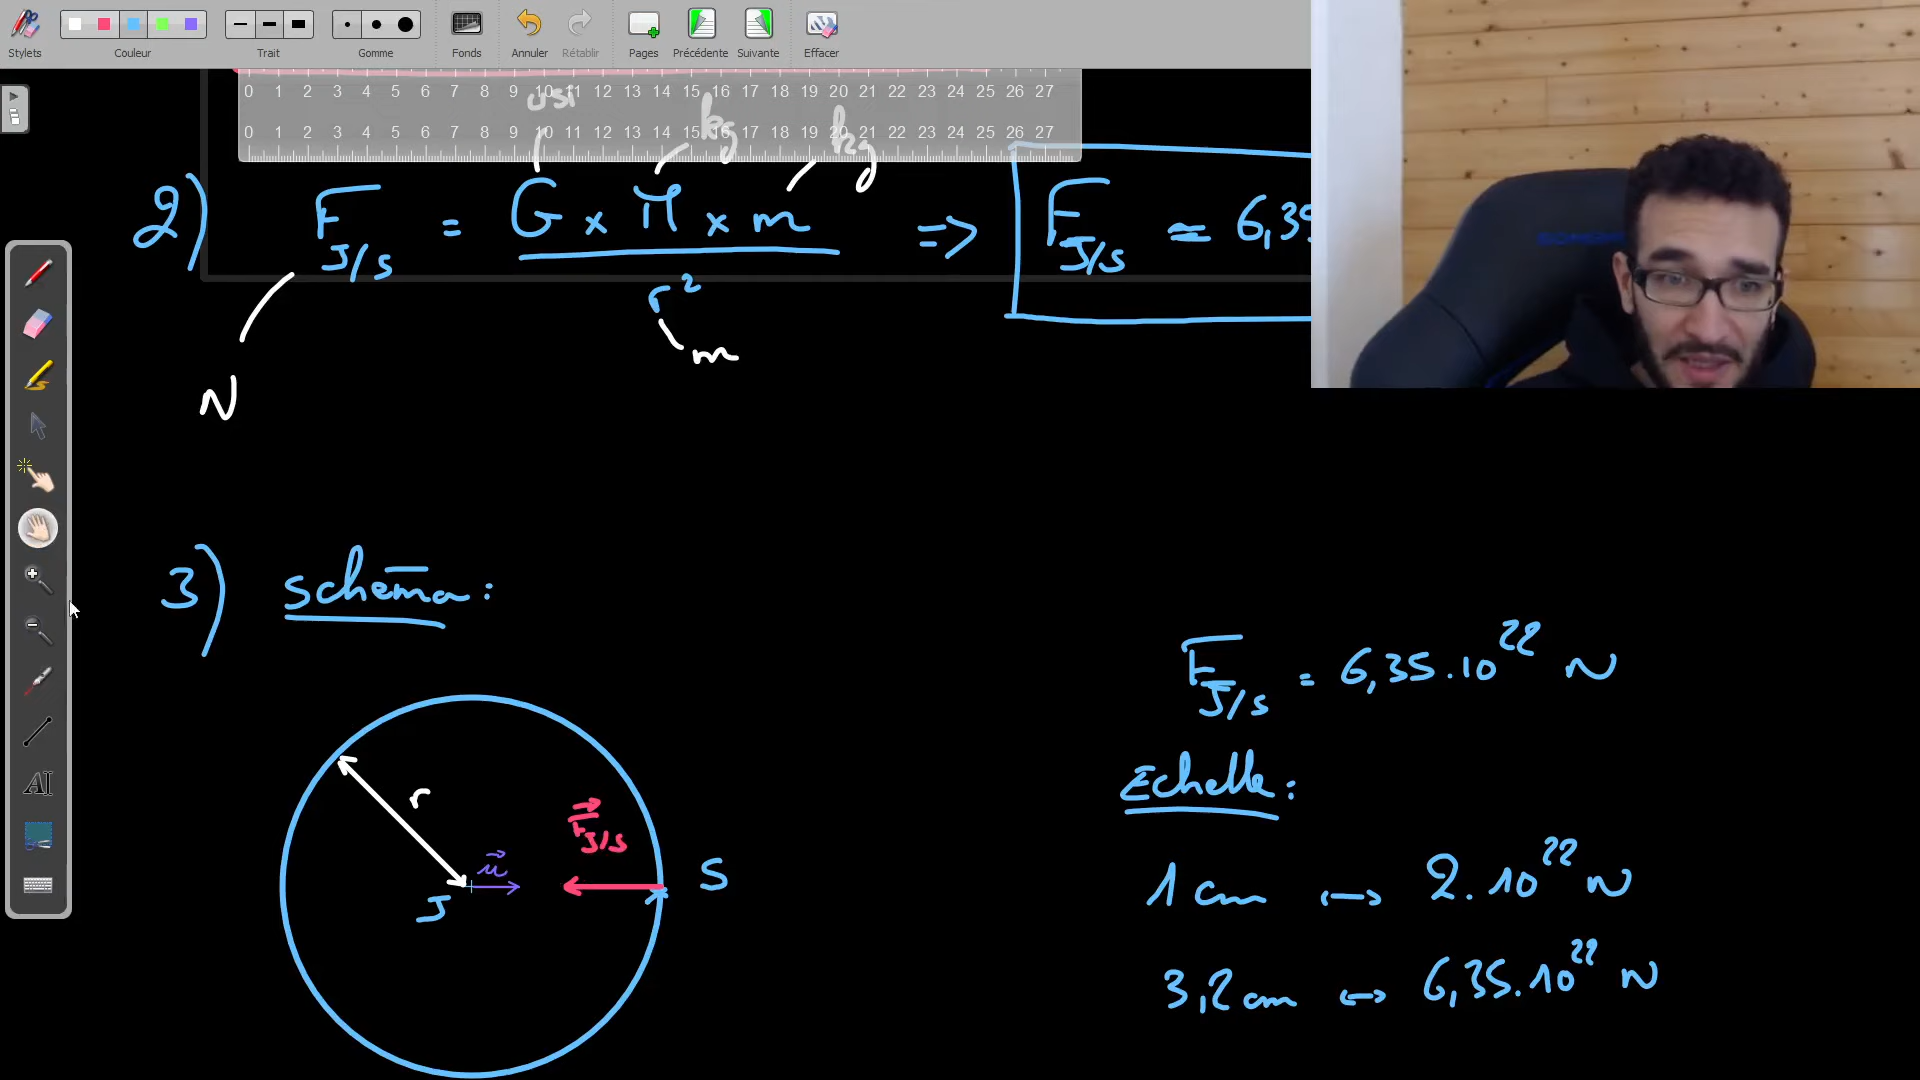 Stylets Couleur Trait Gomme Fonds Annuler Rétablir Pages Précédente Suivante Effacer
0 1 2 3 4 5 6 7 8 9 10 11 12 13 14 15 16 17 18 19 20 21 22 23 24 25 26 27
0 1 2 3 4 5 6 7 8 9 10 11 12 13 14 15 16 17 18 19 20 21 22 23 24 25 26 27
usi kg kg
2) F J/S = G × M × m / r² => F J/S ≃ 6,35
m
N
3) schéma :
F J/S = 6,35.10²² N
Echelle :
r
F J/S
u
J
S
1 cm ↔ 2.10²² N
3,2 cm ↔ 6,35.10²² N
AI